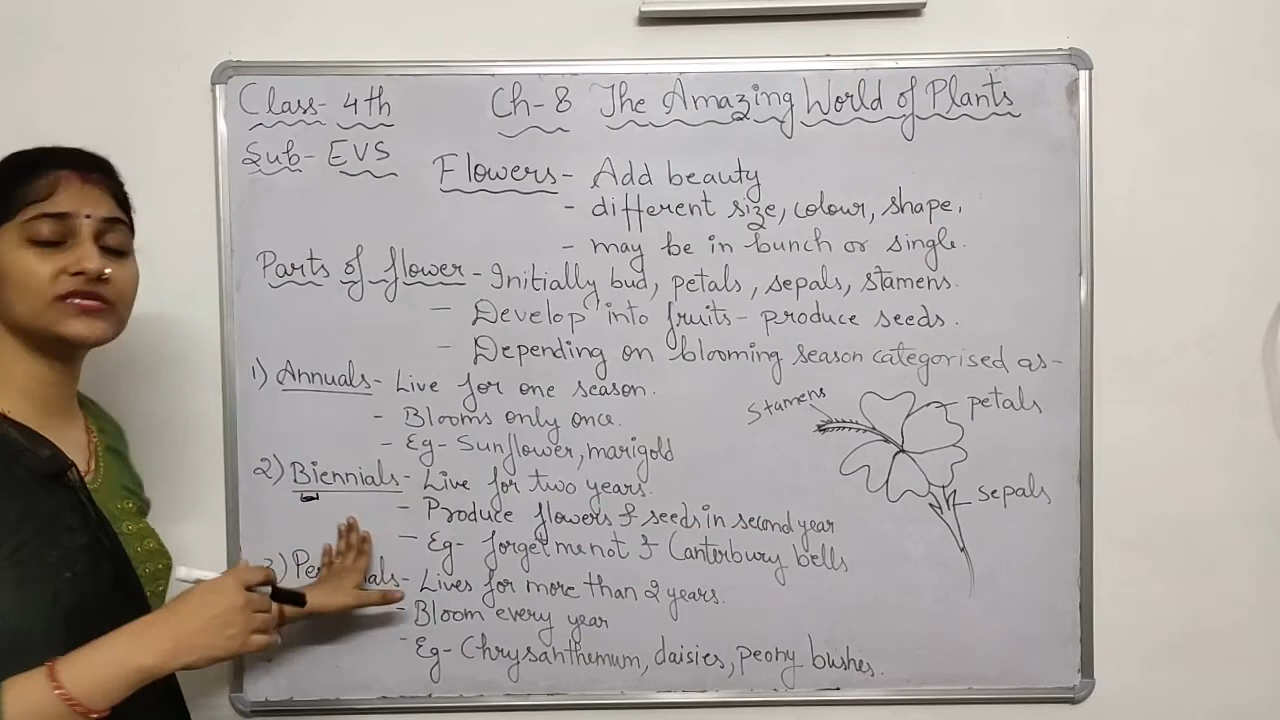 Class- 4th Ch-8 The Amazing World of Plants
Sub- EVS
Flowers- Add beauty
- different size, colour, shape.
- may be in bunch or single.
Parts of flower - Initially bud, petals, sepals, stamens.
- Develop into fruits - produce seeds.
- Depending on blooming season categorised as-
1) Annuals- Live for one season.
- Blooms only once.
- Eg- Sunflower, marigold
2) Biennials- Live for two years.
- Produce flowers & seeds in second year
- Eg- forget me not & Canterbury bells
3) Pe als- Lives for more than 2 years.
- Bloom every year
- Eg- Chrysanthemum, daisies, peony bushes.
Stamens
petals
sepals